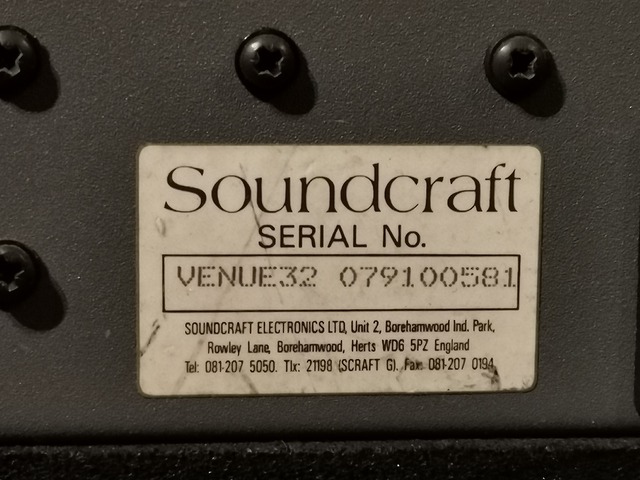 Soundcraft
SERIAL No.
VENUE32 079100581
SOUNDCRAFT ELECTRONICS LTD, Unit 2, Borehamwood Ind. Park,
Rowley Lane, Borehamwood, Herts WD6 5PZ England
Tel: 081-207 5050. Tlx: 21198 (SCRAFT G). Fax: 081-207 0194